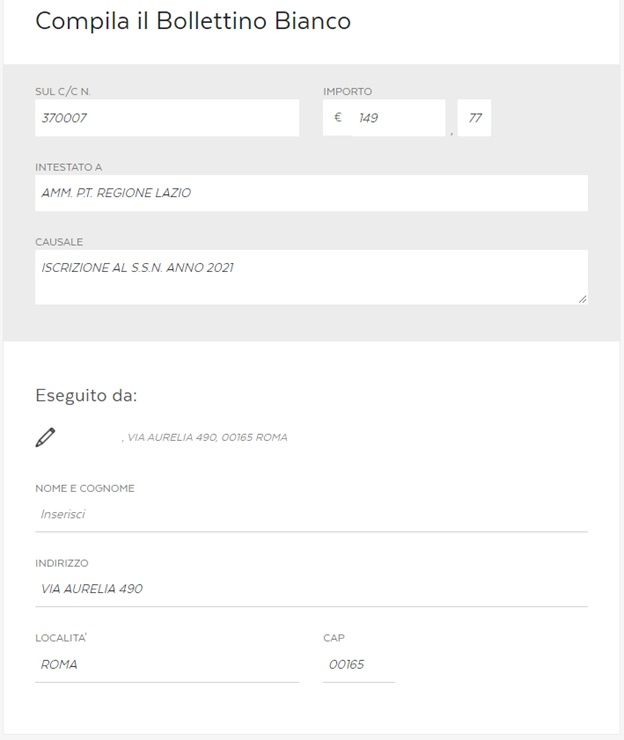 Compila il Bollettino Bianco
SUL C/C N. IMPORTO
370007 € 149 , 77
INTESTATO A
AMM. P.T. REGIONE LAZIO
CAUSALE
ISCRIZIONE AL S.S.N. ANNO 2021
Eseguito da:
, VIA AURELIA 490, 00165 ROMA
NOME E COGNOME
Inserisci
INDIRIZZO
VIA AURELIA 490
LOCALITA' CAP
ROMA 00165